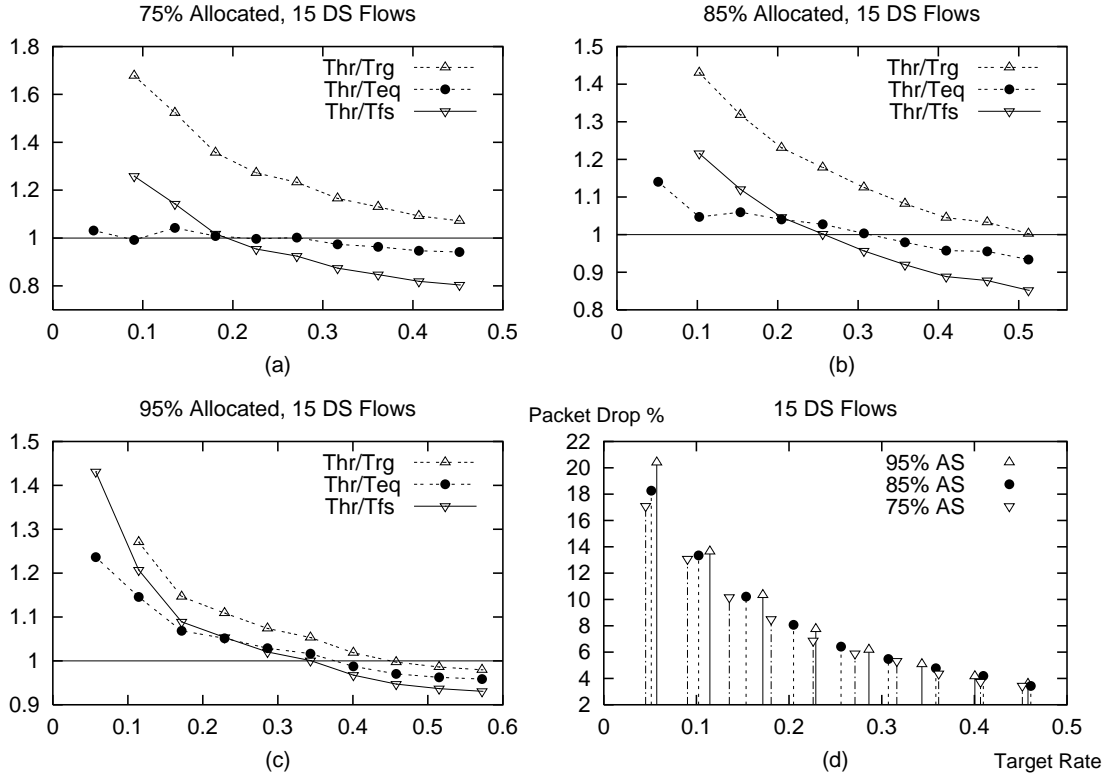 75% Allocated, 15 DS Flows
1.8
1.6
1.4
1.2
1
0.8
Thr/Trg
Thr/Teq
Thr/Tfs
0 0.1 0.2 0.3 0.4 0.5
(a)
85% Allocated, 15 DS Flows
1.5
1.4
1.3
1.2
1.1
1
0.9
0.8
Thr/Trg
Thr/Teq
Thr/Tfs
0 0.1 0.2 0.3 0.4 0.5
(b)
95% Allocated, 15 DS Flows
1.5
1.4
1.3
1.2
1.1
1
0.9
Thr/Trg
Thr/Teq
Thr/Tfs
0 0.1 0.2 0.3 0.4 0.5 0.6
(c)
Packet Drop %
15 DS Flows
22
20
18
16
14
12
10
8
6
4
2
95% AS
85% AS
75% AS
0 0.1 0.2 0.3 0.4 0.5
(d)
Target Rate